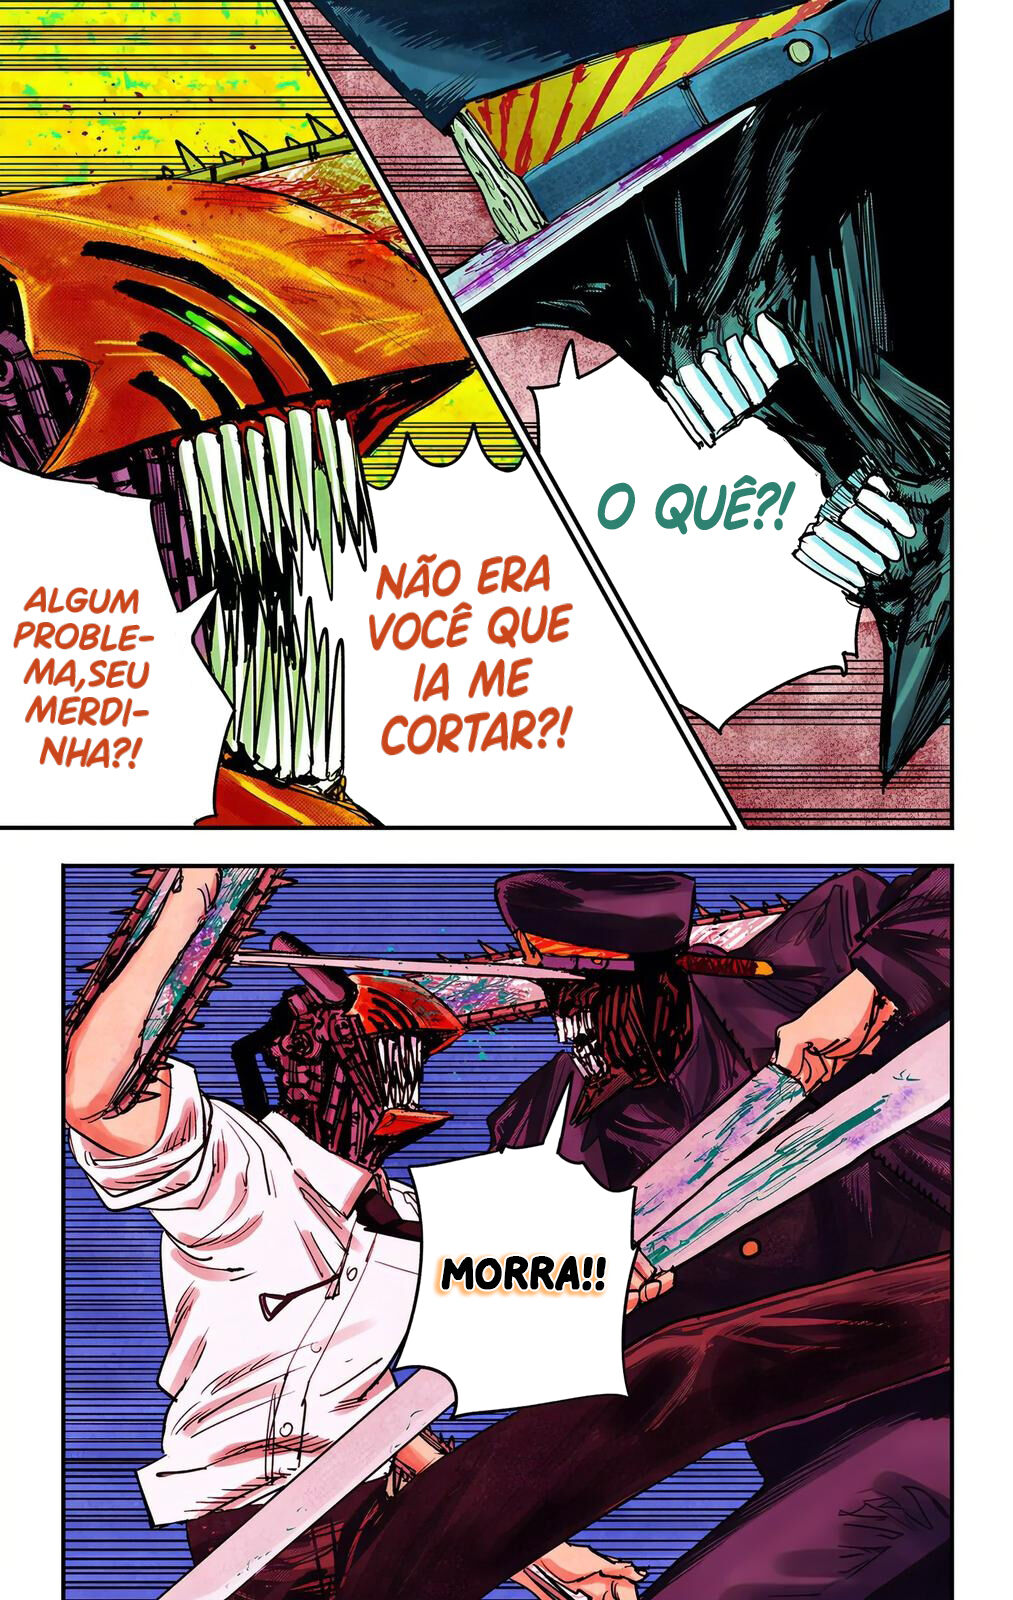 O QUÊ?!
NÃO ERA
VOCÊ QUE
IA ME
CORTAR?!
ALGUM
PROBLE-
MA,SEU
MERDI-
NHA?!
MORRA!!